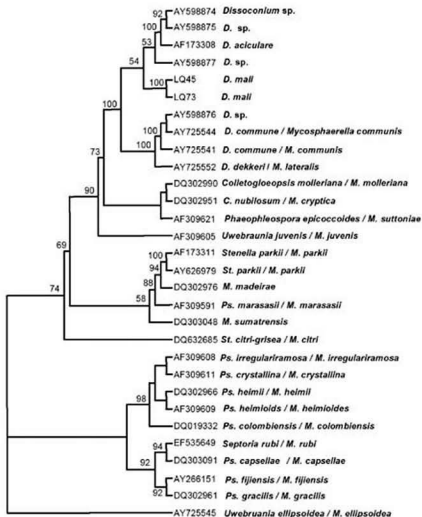 AY598874 Dissoconium sp.
AY598875 D. sp.
AF173308 D. aciculare
AY598877 D. sp.
LQ45 D. mali
LQ73 D. mali
AY598876 D. sp.
AY725544 D. commune / Mycosphaerella communis
AY725541 D. commune / M. communis
AY725552 D. dekkeri / M. lateralis
DQ302990 Colletogloeopsis molleriana / M. molleriana
DQ302951 C. nubilosum / M. cryptica
AF309621 Phaeophleospora epicoccoides / M. suttoniae
AF309605 Uwebraunia juvenis / M. juvenis
AF173311 Stenella parkii / M. parkii
AY626979 St. parkii / M. parkii
DQ302976 M. madeirae
AF309591 Ps. marasasii / M. marasasii
DQ303048 M. sumatrensis
DQ632685 St. citri-grisea / M. citri
AF309608 Ps. irregulariramosa / M. irregulariramosa
AF309611 Ps. crystallina / M. crystallina
DQ302966 Ps. heimii / M. heimii
AF309609 Ps. heimioids / M. heimioides
DQ019332 Ps. colombiensis / M. colombiensis
EF535649 Septoria rubi / M. rubi
DQ303091 Ps. capsellae / M. capsellae
AY266151 Ps. fijiensis / M. fijiensis
DQ302961 Ps. gracilis / M. gracilis
AY725545 Uwebruania ellipsoidea / M. ellipsoidea
92
100
53
54
100
100
100
100
73
90
69
100
94
88
58
74
98
94
92
92